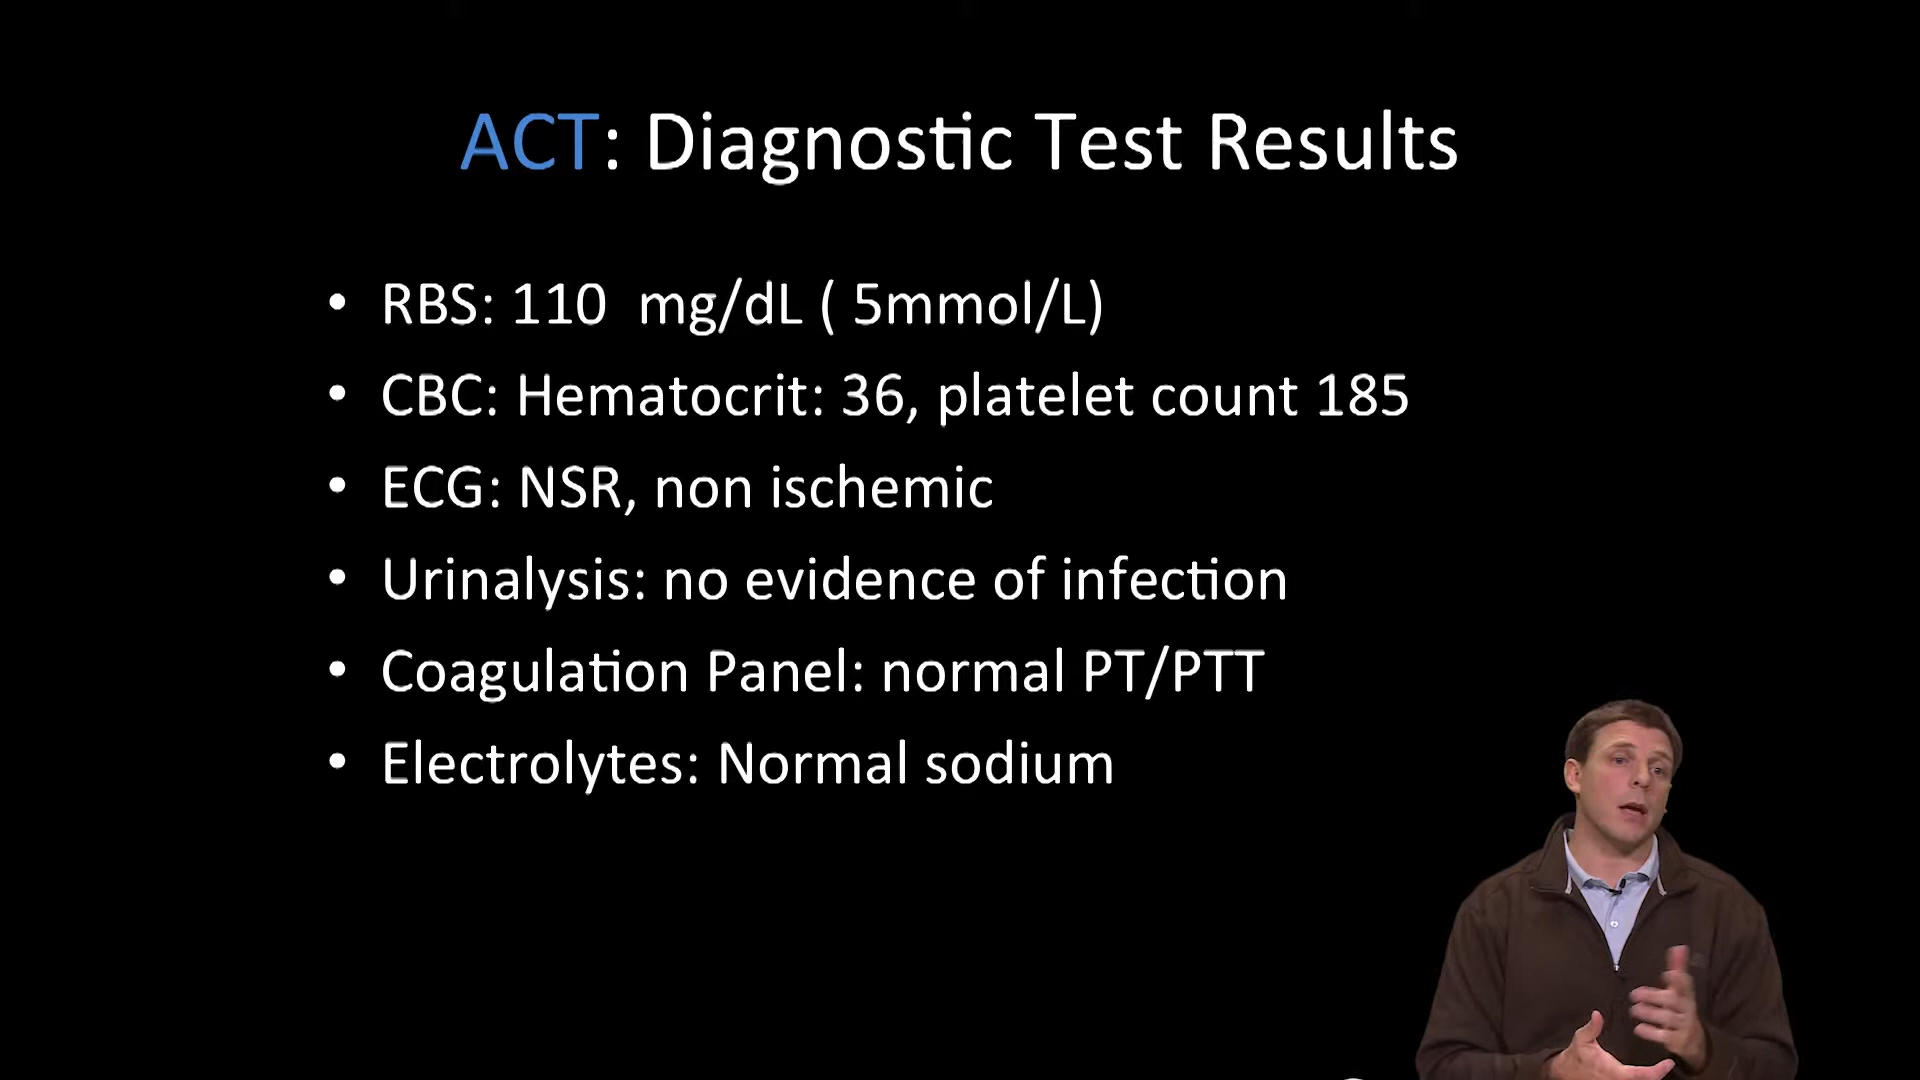 ACT: Diagnostic Test Results
• RBS: 110 mg/dL ( 5mmol/L)
• CBC: Hematocrit: 36, platelet count 185
• ECG: NSR, non ischemic
• Urinalysis: no evidence of infection
• Coagulation Panel: normal PT/PTT
• Electrolytes: Normal sodium